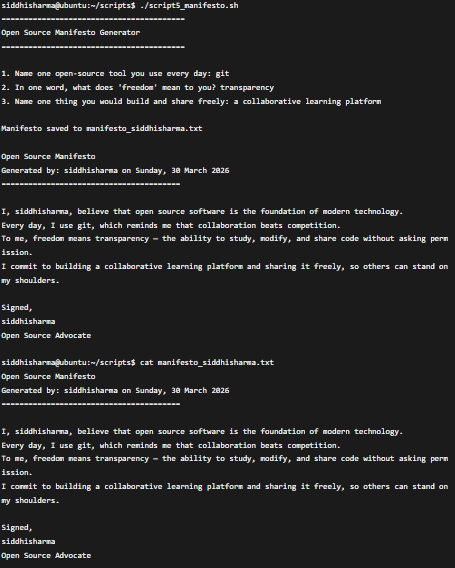 siddhisharma@ubuntu:~/scripts$ ./script5_manifesto.sh
=========================================
Open Source Manifesto Generator
=========================================
1. Name one open-source tool you use every day: git
2. In one word, what does 'freedom' mean to you? transparency
3. Name one thing you would build and share freely: a collaborative learning platform
Manifesto saved to manifesto_siddhisharma.txt
Open Source Manifesto
Generated by: siddhisharma on Sunday, 30 March 2026
========================================
I, siddhisharma, believe that open source software is the foundation of modern technology.
Every day, I use git, which reminds me that collaboration beats competition.
To me, freedom means transparency — the ability to study, modify, and share code without asking perm
ission.
I commit to building a collaborative learning platform and sharing it freely, so others can stand on
my shoulders.
Signed,
siddhisharma
Open Source Advocate
siddhisharma@ubuntu:~/scripts$ cat manifesto_siddhisharma.txt
Open Source Manifesto
Generated by: siddhisharma on Sunday, 30 March 2026
========================================
I, siddhisharma, believe that open source software is the foundation of modern technology.
Every day, I use git, which reminds me that collaboration beats competition.
To me, freedom means transparency — the ability to study, modify, and share code without asking perm
ission.
I commit to building a collaborative learning platform and sharing it freely, so others can stand on
my shoulders.
Signed,
siddhisharma
Open Source Advocate